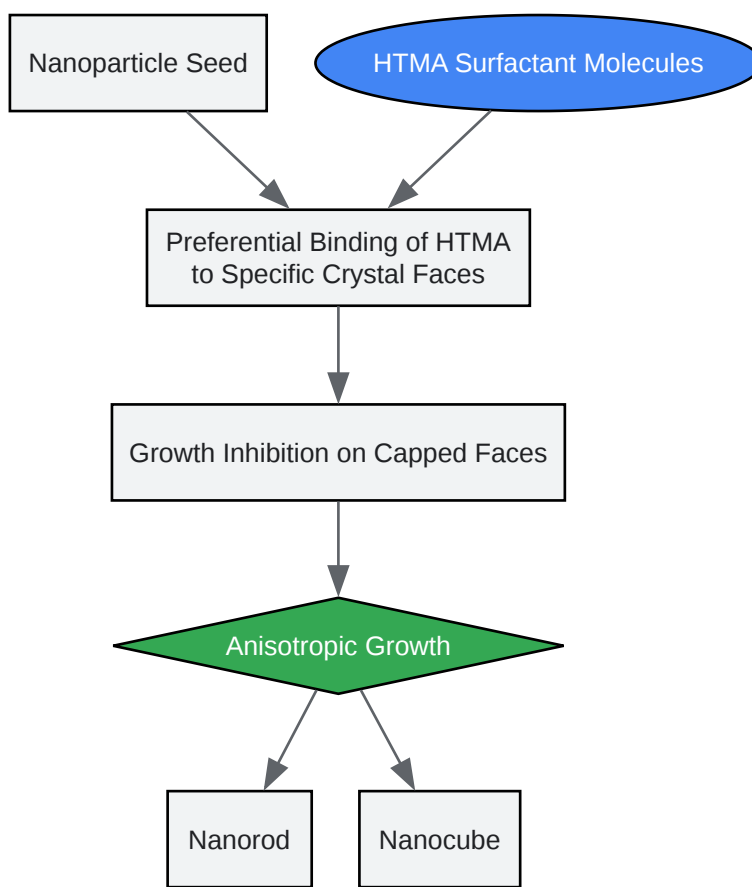 Nanoparticle Seed
HTMA Surfactant Molecules
Preferential Binding of HTMA
to Specific Crystal Faces
Growth Inhibition on Capped Faces
Anisotropic Growth
Nanorod
Nanocube